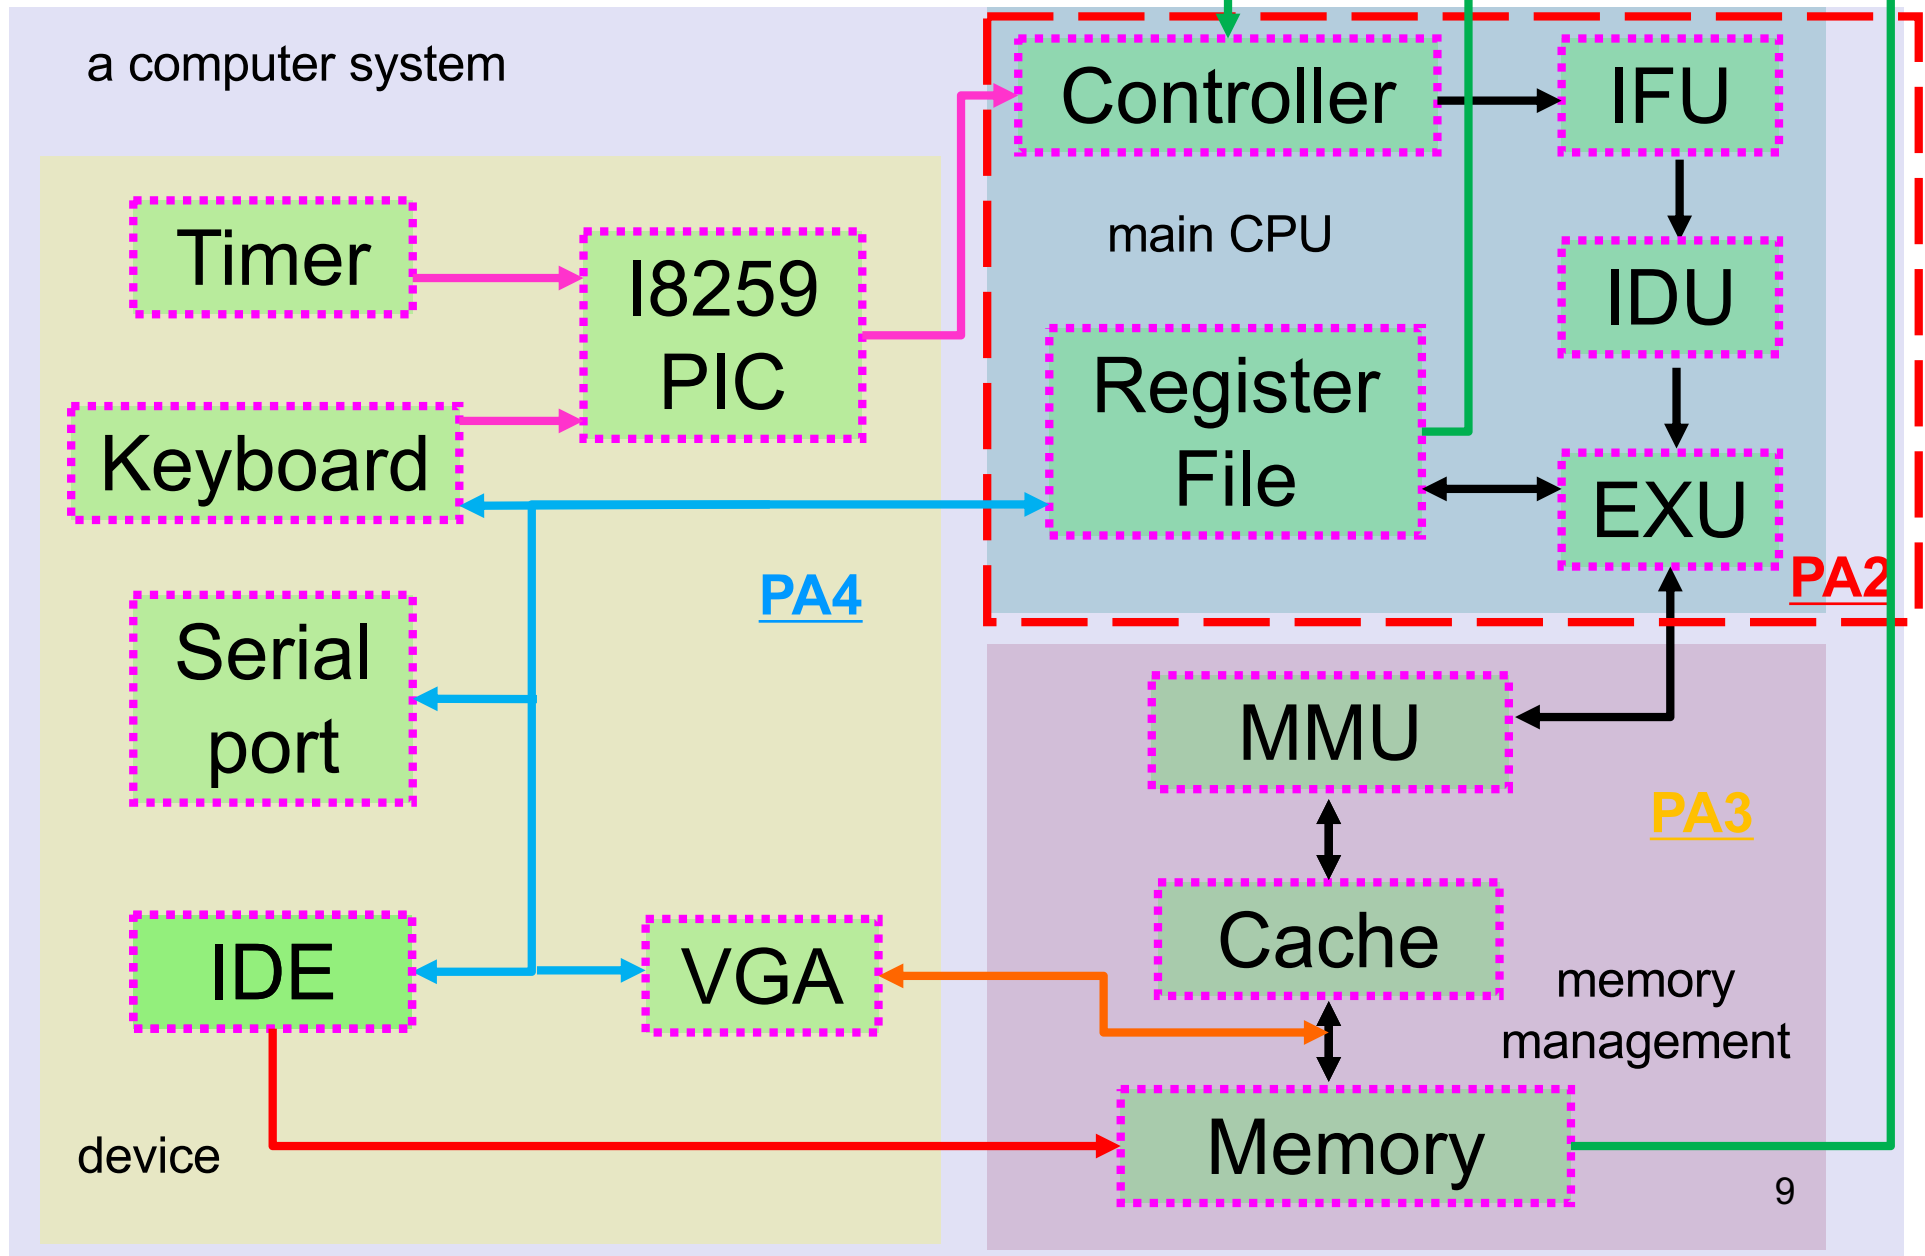 a computer system
Controller
IFU
Timer
I8259
PIC
main CPU
IDU
Keyboard
Register
File
EXU
PA4
PA2
Serial
port
MMU
PA3
IDE
VGA
Cache
memory
management
device
Memory
9